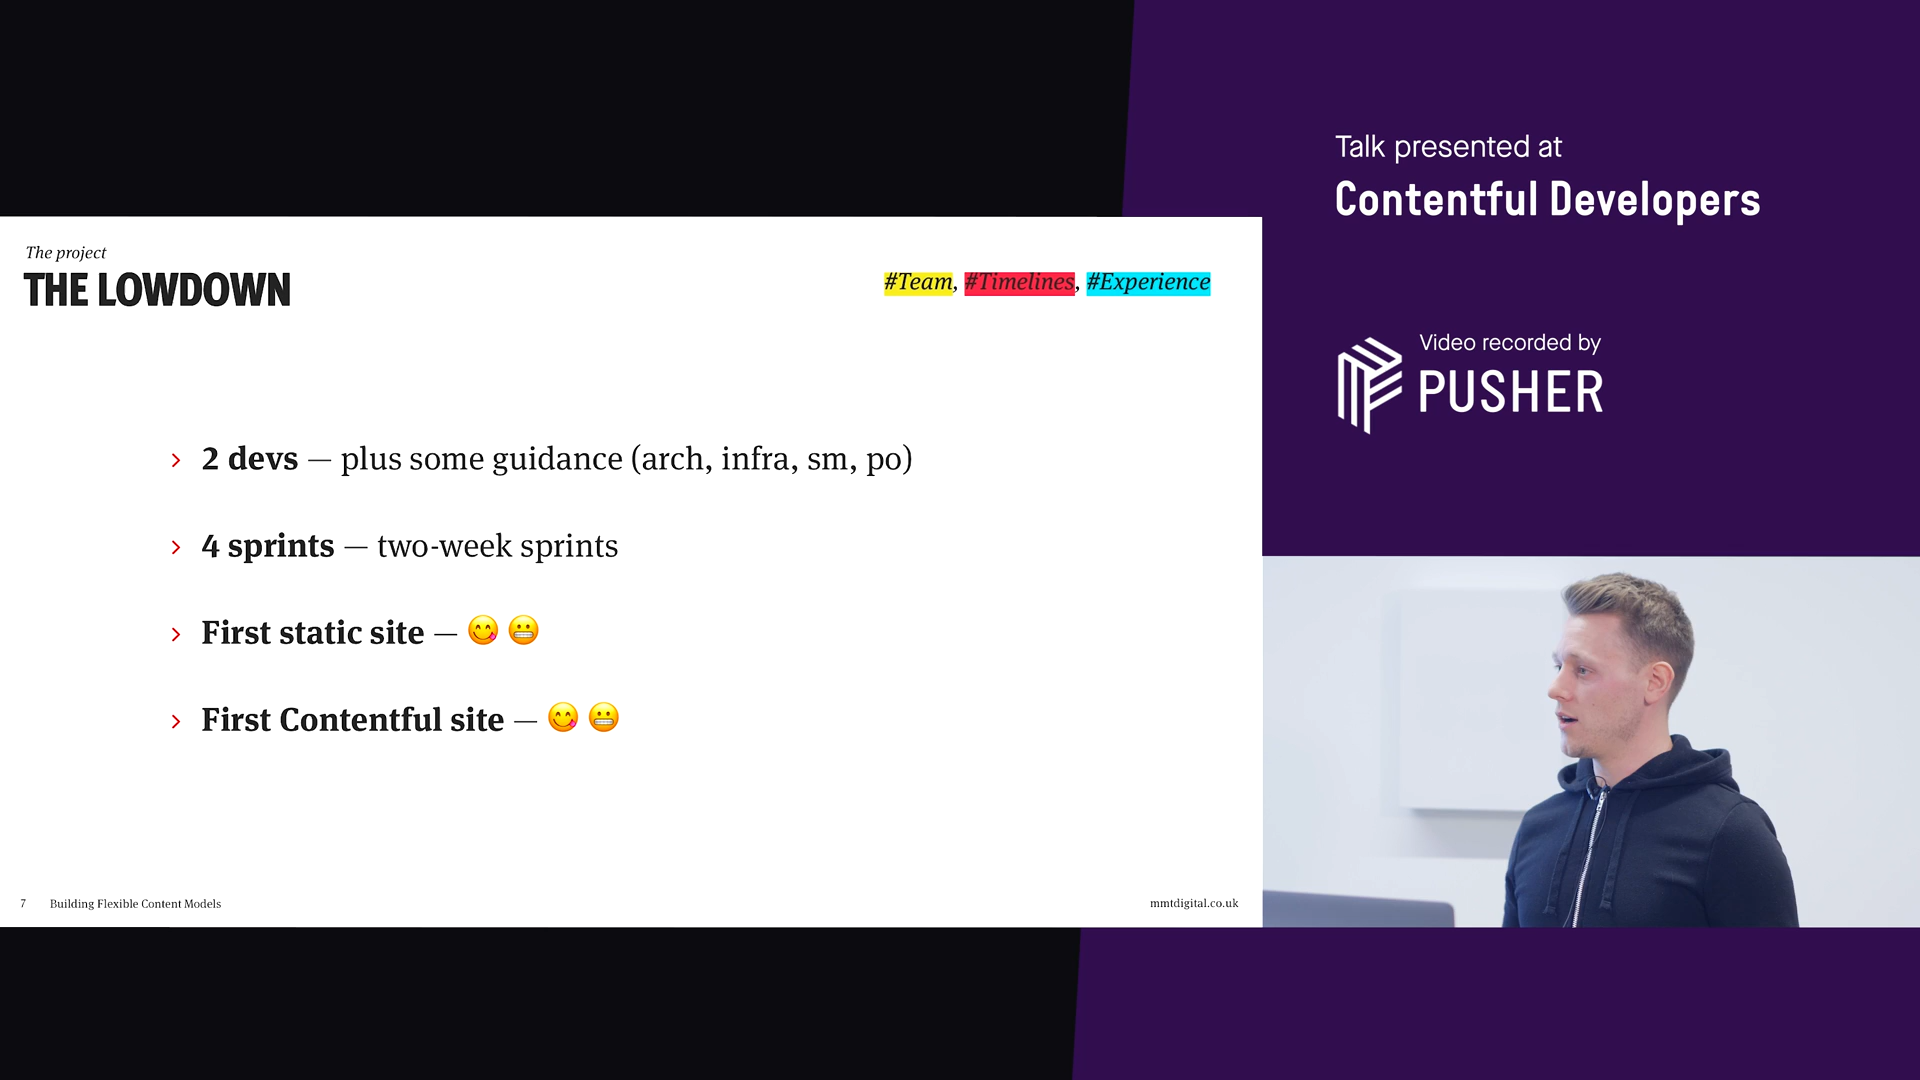 The project
THE LOWDOWN
#Team, #Timelines, #Experience
2 devs — plus some guidance (arch, infra, sm, po)
4 sprints — two-week sprints
First static site — 😋 😬
First Contentful site — 😋 😬
7 Building Flexible Content Models
mmtdigital.co.uk
Talk presented at
Contentful Developers
Video recorded by
PUSHER